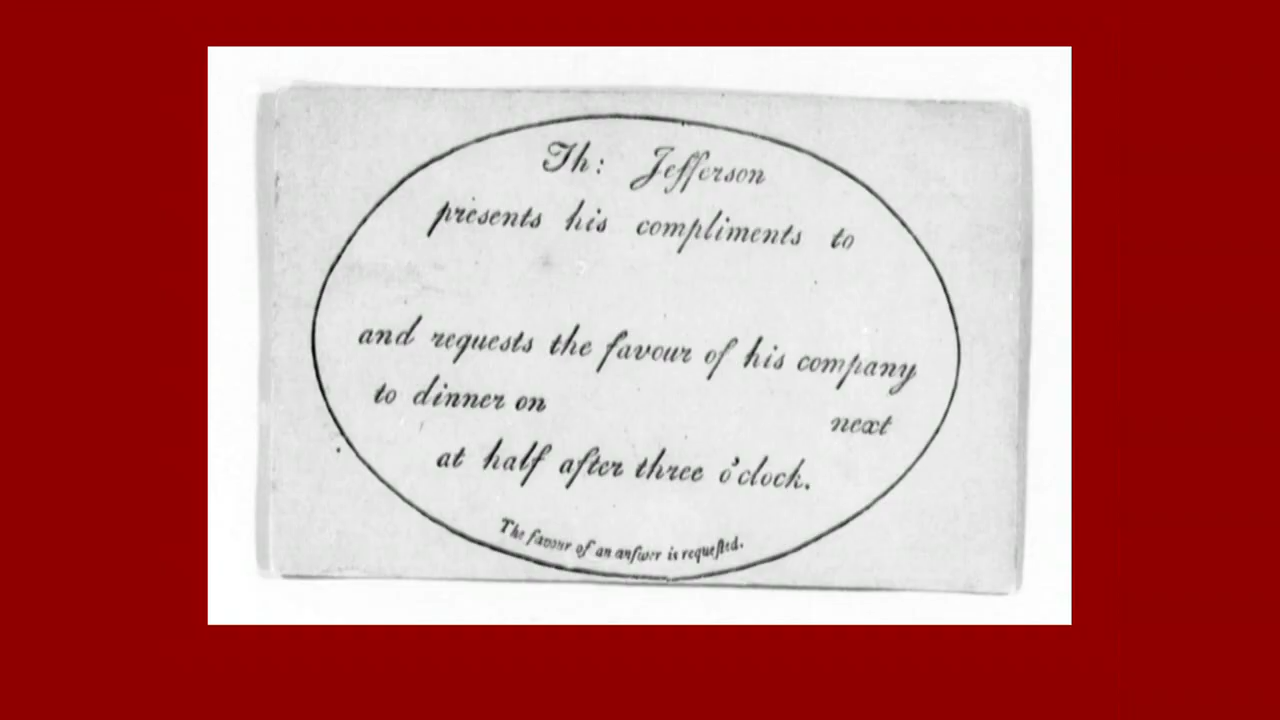 Th: Jefferson
presents his compliments to
and requests the favour of his company
to dinner on next
at half after three o'clock.
The favour of an anſwer is requeſted.